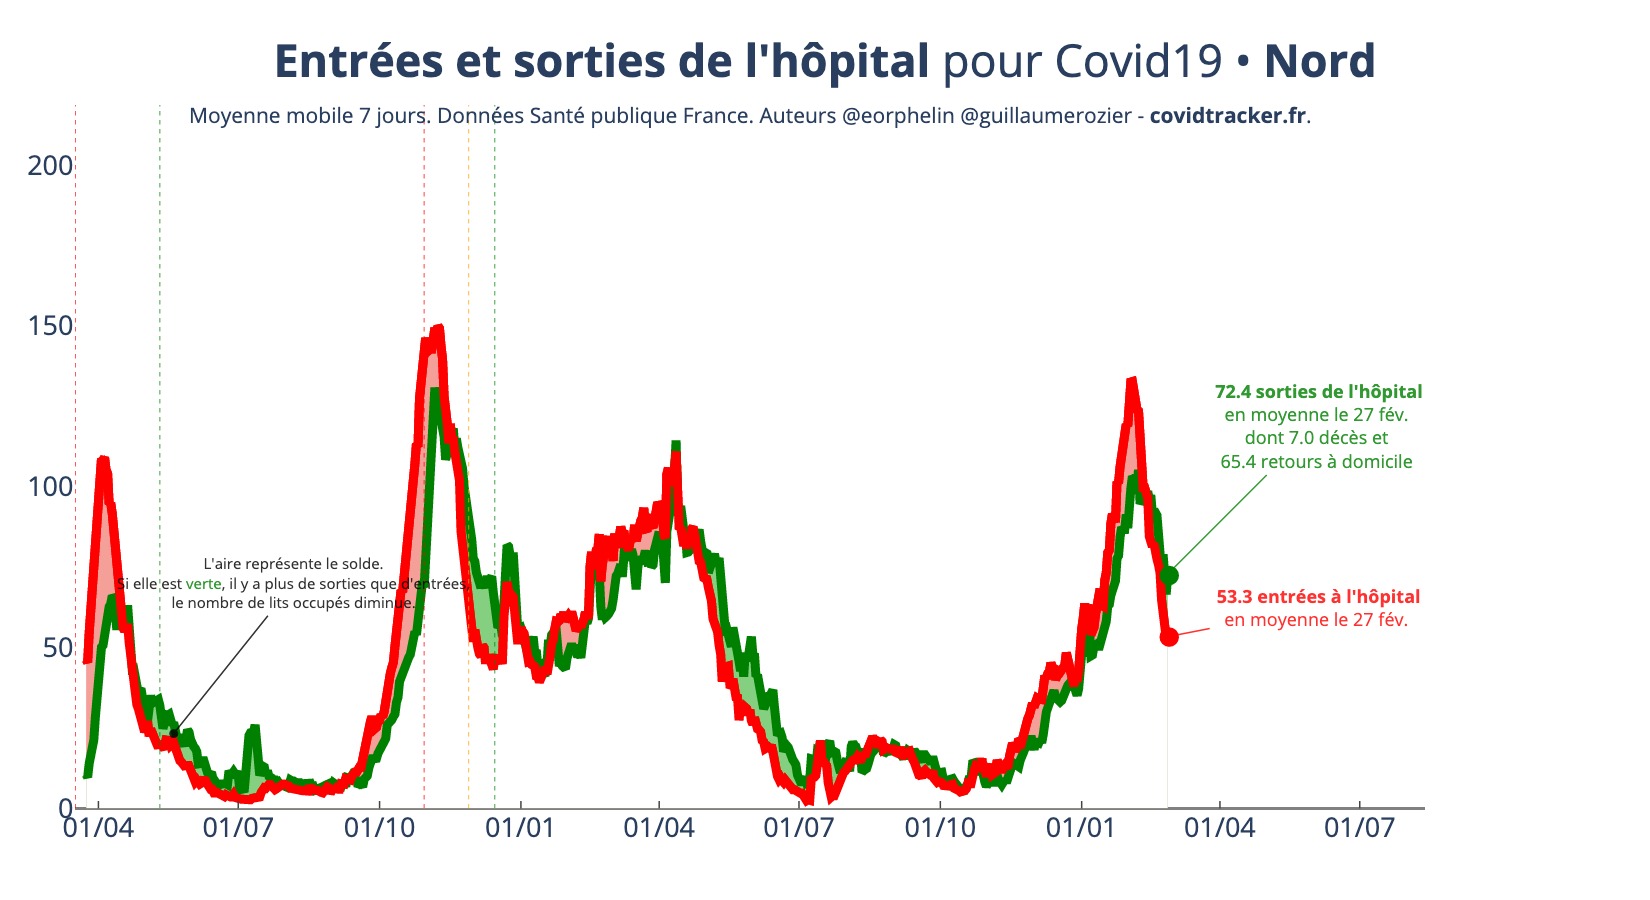 Entrées et sorties de l'hôpital pour Covid19 • Nord
Moyenne mobile 7 jours. Données Santé publique France. Auteurs @eorphelin @guillaumerozier - covidtracker.fr.
200
150
100
50
0
72.4 sorties de l'hôpital
en moyenne le 27 fév.
dont 7.0 décès et
65.4 retours à domicile
L'aire représente le solde.
Si elle est verte, il y a plus de sorties que d'entrées,
le nombre de lits occupés diminue.
53.3 entrées à l'hôpital
en moyenne le 27 fév.
01/04 01/07 01/10 01/01 01/04 01/07 01/10 01/01 01/04 01/07